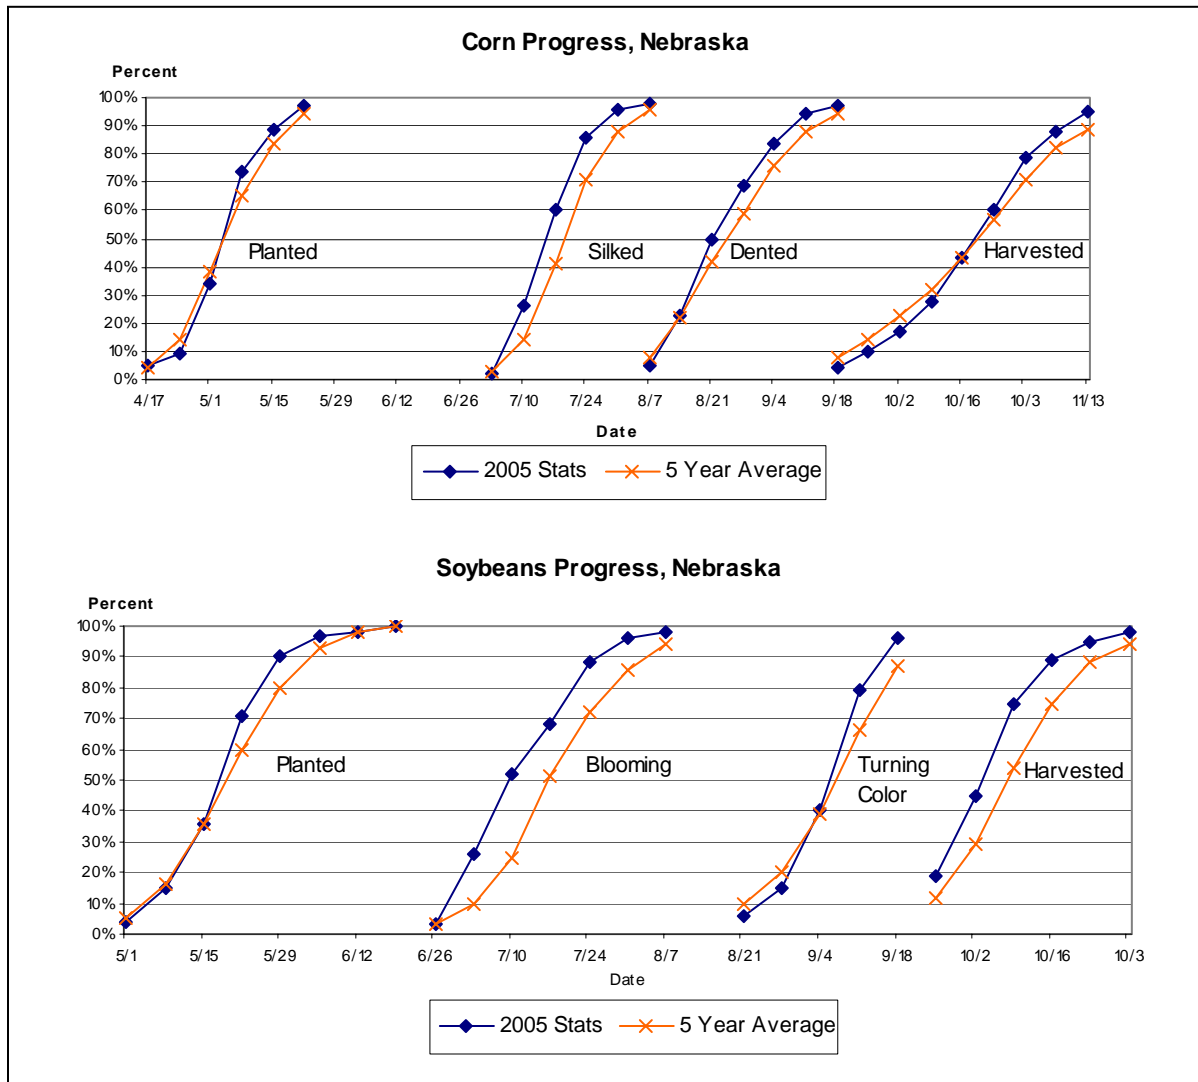 Corn Progress, Nebraska
Percent
100%
90%
80%
70%
60%
50%
40%
30%
20%
10%
0%
Planted
Silked
Dented
Harvested
4/17 5/1 5/15 5/29 6/12 6/26 7/10 7/24 8/7 8/21 9/4 9/18 10/2 10/16 10/3 11/13
Date
2005 Stats 5 Year Average
Soybeans Progress, Nebraska
Percent
100%
90%
80%
70%
60%
50%
40%
30%
20%
10%
0%
Planted
Blooming
Turning
Color
Harvested
5/1 5/15 5/29 6/12 6/26 7/10 7/24 8/7 8/21 9/4 9/18 10/2 10/16 10/3
Date
2005 Stats 5 Year Average